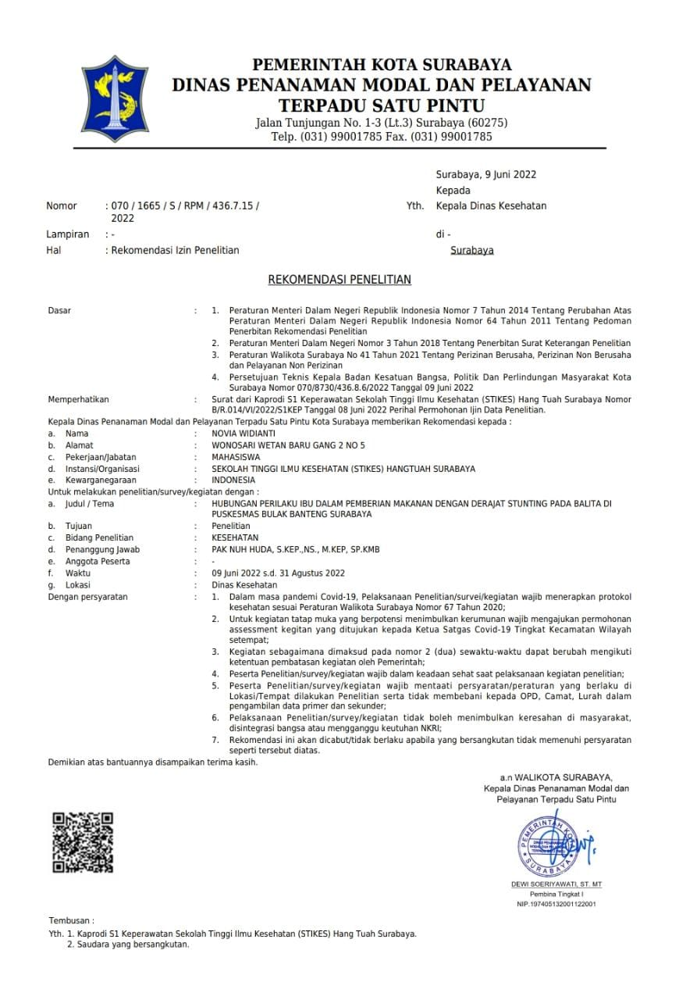 PEMERINTAH KOTA SURABAYA
DINAS PENANAMAN MODAL DAN PELAYANAN
TERPADU SATU PINTU
Jalan Tunjungan No. 1-3 (Lt.3) Surabaya (60275)
Telp. (031) 99001785 Fax. (031) 99001785
Surabaya, 9 Juni 2022
Kepada
Nomor : 070 / 1665 / S / RPM / 436.7.15 / Yth. Kepala Dinas Kesehatan
2022
Lampiran : - di -
Hal : Rekomendasi Izin Penelitian Surabaya
REKOMENDASI PENELITIAN
Dasar : 1. Peraturan Menteri Dalam Negeri Republik Indonesia Nomor 7 Tahun 2014 Tentang Perubahan Atas
Peraturan Menteri Dalam Negeri Republik Indonesia Nomor 64 Tahun 2011 Tentang Pedoman
Penerbitan Rekomendasi Penelitian
2. Peraturan Menteri Dalam Negeri Nomor 3 Tahun 2018 Tentang Penerbitan Surat Keterangan Penelitian
3. Peraturan Walikota Surabaya No 41 Tahun 2021 Tentang Perizinan Berusaha, Perizinan Non Berusaha
dan Pelayanan Non Perizinan
4. Persetujuan Teknis Kepala Badan Kesatuan Bangsa, Politik Dan Perlindungan Masyarakat Kota
Surabaya Nomor 070/8730/436.8.6/2022 Tanggal 09 Juni 2022
Memperhatikan : Surat dari Kaprodi S1 Keperawatan Sekolah Tinggi Ilmu Kesehatan (STIKES) Hang Tuah Surabaya Nomor
B/R.014/VI/2022/S1KEP Tanggal 08 Juni 2022 Perihal Permohonan Ijin Data Penelitian.
Kepala Dinas Penanaman Modal dan Pelayanan Terpadu Satu Pintu Kota Surabaya memberikan Rekomendasi kepada :
a. Nama : NOVIA WIDIANTI
b. Alamat : WONOSARI WETAN BARU GANG 2 NO 5
c. Pekerjaan/Jabatan : MAHASISWA
d. Instansi/Organisasi : SEKOLAH TINGGI ILMU KESEHATAN (STIKES) HANGTUAH SURABAYA
e. Kewarganegaraan : INDONESIA
Untuk melakukan penelitian/survey/kegiatan dengan :
a. Judul / Tema : HUBUNGAN PERILAKU IBU DALAM PEMBERIAN MAKANAN DENGAN DERAJAT STUNTING PADA BALITA DI
PUSKESMAS BULAK BANTENG SURABAYA
b. Tujuan : Penelitian
c. Bidang Penelitian : KESEHATAN
d. Penanggung Jawab : PAK NUH HUDA, S.KEP.,NS., M.KEP, SP.KMB
e. Anggota Peserta : -
f. Waktu : 09 Juni 2022 s.d. 31 Agustus 2022
g. Lokasi : Dinas Kesehatan
Dengan persyaratan : 1. Dalam masa pandemi Covid-19, Pelaksanaan Penelitian/survei/kegiatan wajib menerapkan protokol
kesehatan sesuai Peraturan Walikota Surabaya Nomor 67 Tahun 2020;
2. Untuk kegiatan tatap muka yang berpotensi menimbulkan kerumunan wajib mengajukan permohonan
assessment kegitan yang ditujukan kepada Ketua Satgas Covid-19 Tingkat Kecamatan Wilayah
setempat;
3. Kegiatan sebagaimana dimaksud pada nomor 2 (dua) sewaktu-waktu dapat berubah mengikuti
ketentuan pembatasan kegiatan oleh Pemerintah;
4. Peserta Penelitian/survey/kegiatan wajib dalam keadaan sehat saat pelaksanaan kegiatan penelitian;
5. Peserta Penelitian/survey/kegiatan wajib mentaati persyaratan/peraturan yang berlaku di
Lokasi/Tempat dilakukan Penelitian serta tidak membebani kepada OPD, Camat, Lurah dalam
pengambilan data primer dan sekunder;
6. Pelaksanaan Penelitian/survey/kegiatan tidak boleh menimbulkan keresahan di masyarakat,
disintegrasi bangsa atau mengganggu keutuhan NKRI;
7. Rekomendasi ini akan dicabut/tidak berlaku apabila yang bersangkutan tidak memenuhi persyaratan
seperti tersebut diatas.
Demikian atas bantuannya disampaikan terima kasih.
a.n WALIKOTA SURABAYA,
Kepala Dinas Penanaman Modal dan
Pelayanan Terpadu Satu Pintu
PEMERINTAH KO
DINAS PENANAMAN
TERPADU SATU PINTU
SURABAYA
DEWI SOERIYAWATI, ST. MT
Pembina Tingkat I
NIP.197405132001122001
Tembusan :
Yth. 1. Kaprodi S1 Keperawatan Sekolah Tinggi Ilmu Kesehatan (STIKES) Hang Tuah Surabaya.
2. Saudara yang bersangkutan.